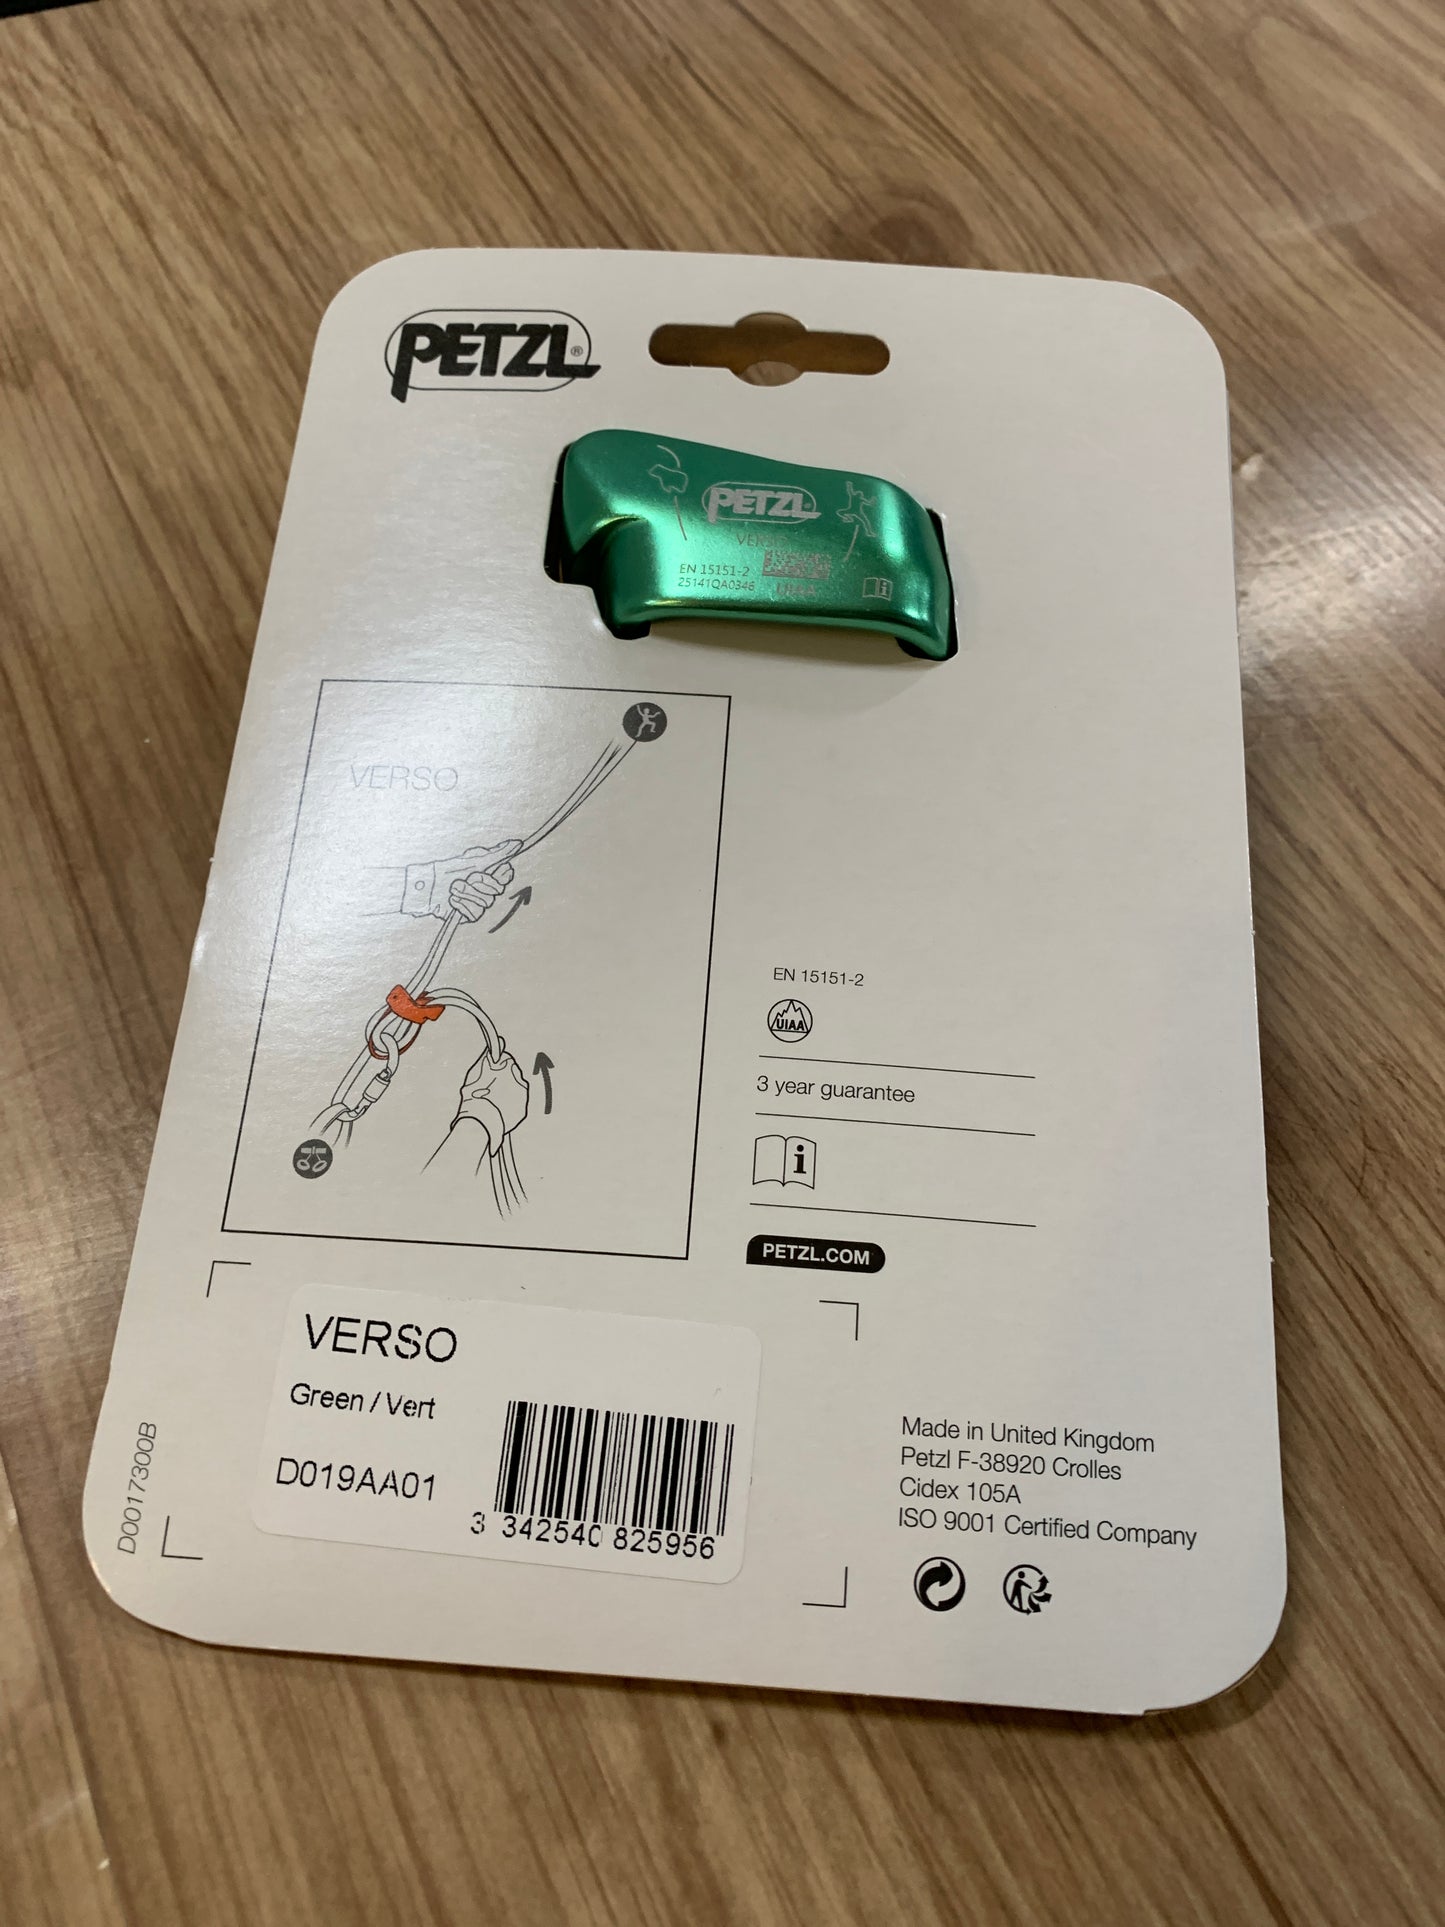 PETZL®
PETZL
VERSO
EN 15151-2
25141QA0346
UIAA
i
VERSO
EN 15151-2
UIAA
3 year guarantee
i
PETZL.COM
VERSO
Green / Vert
D019AA01
3 342540 825956
D0017300B
Made in United Kingdom
Petzl F-38920 Crolles
Cidex 105A
ISO 9001 Certified Company